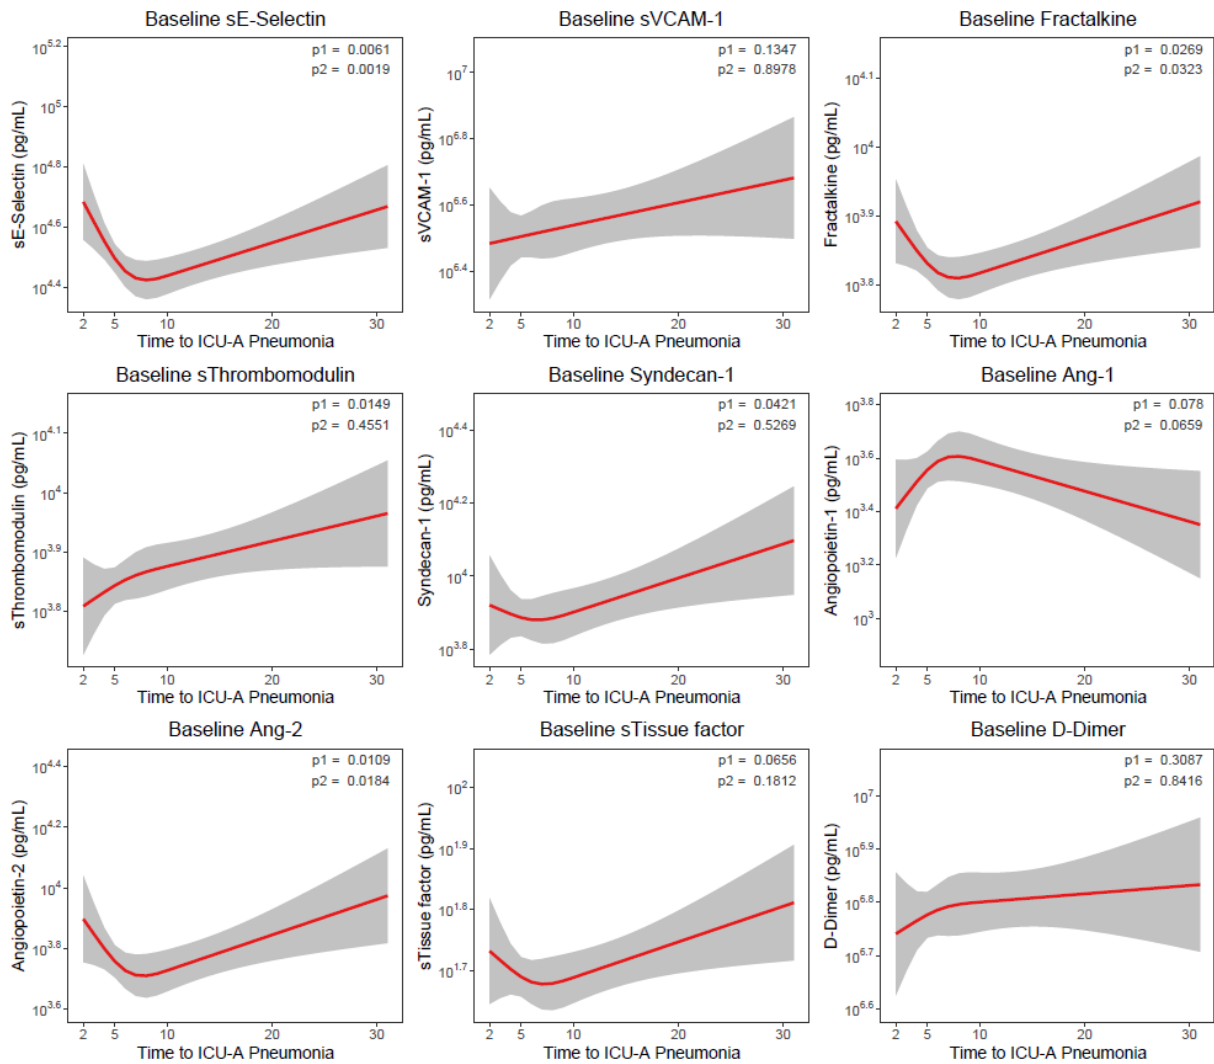 Baseline sE-Selectin
p1 = 0.0061
p2 = 0.0019
10^5.2
10^5
10^4.8
10^4.6
10^4.4
sE-Selectin (pg/mL)
2 5 10 20 30
Time to ICU-A Pneumonia
Baseline sVCAM-1
p1 = 0.1347
p2 = 0.8978
10^7
10^6.8
10^6.6
10^6.4
sVCAM-1 (pg/mL)
2 5 10 20 30
Time to ICU-A Pneumonia
Baseline Fractalkine
p1 = 0.0269
p2 = 0.0323
10^4.1
10^4
10^3.9
10^3.8
Fractalkine (pg/mL)
2 5 10 20 30
Time to ICU-A Pneumonia
Baseline sThrombomodulin
p1 = 0.0149
p2 = 0.4551
10^4.1
10^4
10^3.9
10^3.8
sThrombomodulin (pg/mL)
2 5 10 20 30
Time to ICU-A Pneumonia
Baseline Syndecan-1
p1 = 0.0421
p2 = 0.5269
10^4.4
10^4.2
10^4
10^3.8
Syndecan-1 (pg/mL)
2 5 10 20 30
Time to ICU-A Pneumonia
Baseline Ang-1
p1 = 0.078
p2 = 0.0659
10^3.8
10^3.6
10^3.4
10^3.2
10^3
Angiopoietin-1 (pg/mL)
2 5 10 20 30
Time to ICU-A Pneumonia
Baseline Ang-2
p1 = 0.0109
p2 = 0.0184
10^4.4
10^4.2
10^4
10^3.8
10^3.6
Angiopoietin-2 (pg/mL)
2 5 10 20 30
Time to ICU-A Pneumonia
Baseline sTissue factor
p1 = 0.0656
p2 = 0.1812
10^2
10^1.9
10^1.8
10^1.7
sTissue factor (pg/mL)
2 5 10 20 30
Time to ICU-A Pneumonia
Baseline D-Dimer
p1 = 0.3087
p2 = 0.8416
10^7
10^6.9
10^6.8
10^6.7
10^6.6
D-Dimer (pg/mL)
2 5 10 20 30
Time to ICU-A Pneumonia